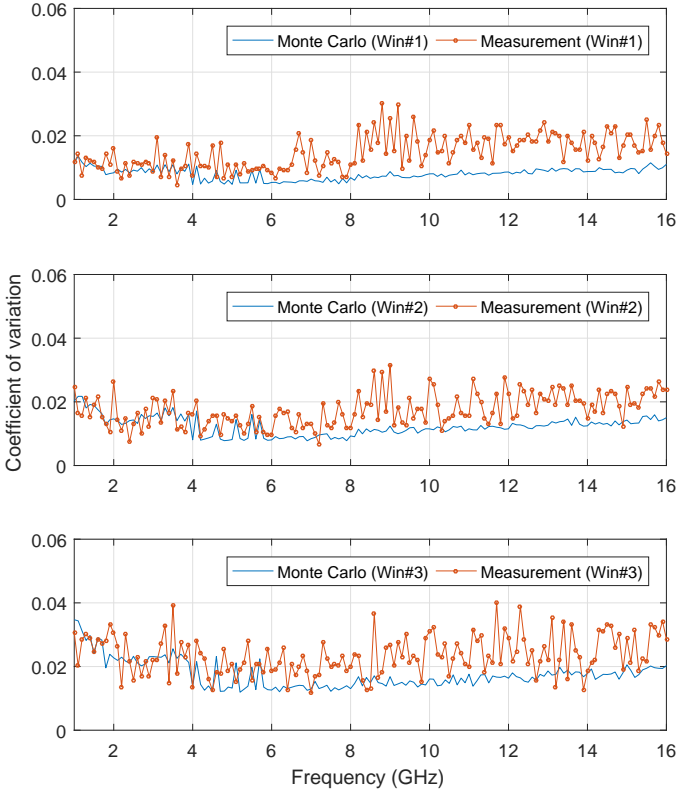 0.06
Monte Carlo (Win#1) Measurement (Win#1)
0.04
0.02
0
2 4 6 8 10 12 14 16
0.06
Monte Carlo (Win#2) Measurement (Win#2)
0.04
0.02
0
2 4 6 8 10 12 14 16
Coefficient of variation
0.06
Monte Carlo (Win#3) Measurement (Win#3)
0.04
0.02
0
2 4 6 8 10 12 14 16
Frequency (GHz)